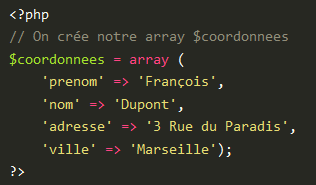 <?php
// On crée notre array $coordonnees
$coordonnees = array (
    'prenom' => 'François',
    'nom' => 'Dupont',
    'adresse' => '3 Rue du Paradis',
    'ville' => 'Marseille');
?>